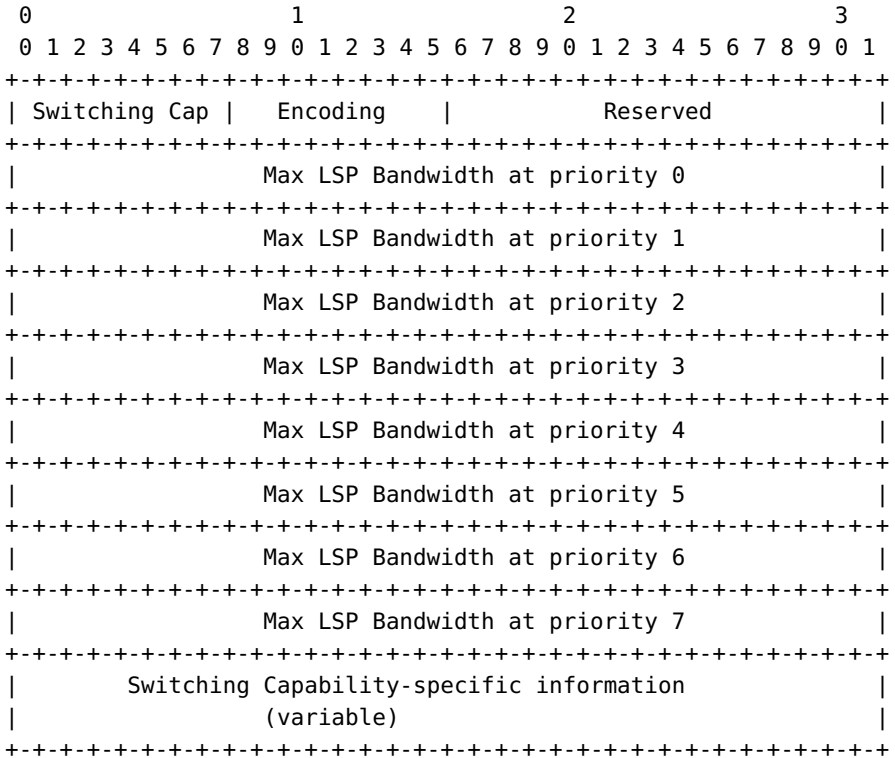 0                   1                   2                   3
 0 1 2 3 4 5 6 7 8 9 0 1 2 3 4 5 6 7 8 9 0 1 2 3 4 5 6 7 8 9 0 1
+-+-+-+-+-+-+-+-+-+-+-+-+-+-+-+-+-+-+-+-+-+-+-+-+-+-+-+-+-+-+-+-+
| Switching Cap |   Encoding    |           Reserved            |
+-+-+-+-+-+-+-+-+-+-+-+-+-+-+-+-+-+-+-+-+-+-+-+-+-+-+-+-+-+-+-+-+
|                  Max LSP Bandwidth at priority 0              |
+-+-+-+-+-+-+-+-+-+-+-+-+-+-+-+-+-+-+-+-+-+-+-+-+-+-+-+-+-+-+-+-+
|                  Max LSP Bandwidth at priority 1              |
+-+-+-+-+-+-+-+-+-+-+-+-+-+-+-+-+-+-+-+-+-+-+-+-+-+-+-+-+-+-+-+-+
|                  Max LSP Bandwidth at priority 2              |
+-+-+-+-+-+-+-+-+-+-+-+-+-+-+-+-+-+-+-+-+-+-+-+-+-+-+-+-+-+-+-+-+
|                  Max LSP Bandwidth at priority 3              |
+-+-+-+-+-+-+-+-+-+-+-+-+-+-+-+-+-+-+-+-+-+-+-+-+-+-+-+-+-+-+-+-+
|                  Max LSP Bandwidth at priority 4              |
+-+-+-+-+-+-+-+-+-+-+-+-+-+-+-+-+-+-+-+-+-+-+-+-+-+-+-+-+-+-+-+-+
|                  Max LSP Bandwidth at priority 5              |
+-+-+-+-+-+-+-+-+-+-+-+-+-+-+-+-+-+-+-+-+-+-+-+-+-+-+-+-+-+-+-+-+
|                  Max LSP Bandwidth at priority 6              |
+-+-+-+-+-+-+-+-+-+-+-+-+-+-+-+-+-+-+-+-+-+-+-+-+-+-+-+-+-+-+-+-+
|                  Max LSP Bandwidth at priority 7              |
+-+-+-+-+-+-+-+-+-+-+-+-+-+-+-+-+-+-+-+-+-+-+-+-+-+-+-+-+-+-+-+-+
|        Switching Capability-specific information              |
|                  (variable)                                   |
+-+-+-+-+-+-+-+-+-+-+-+-+-+-+-+-+-+-+-+-+-+-+-+-+-+-+-+-+-+-+-+-+